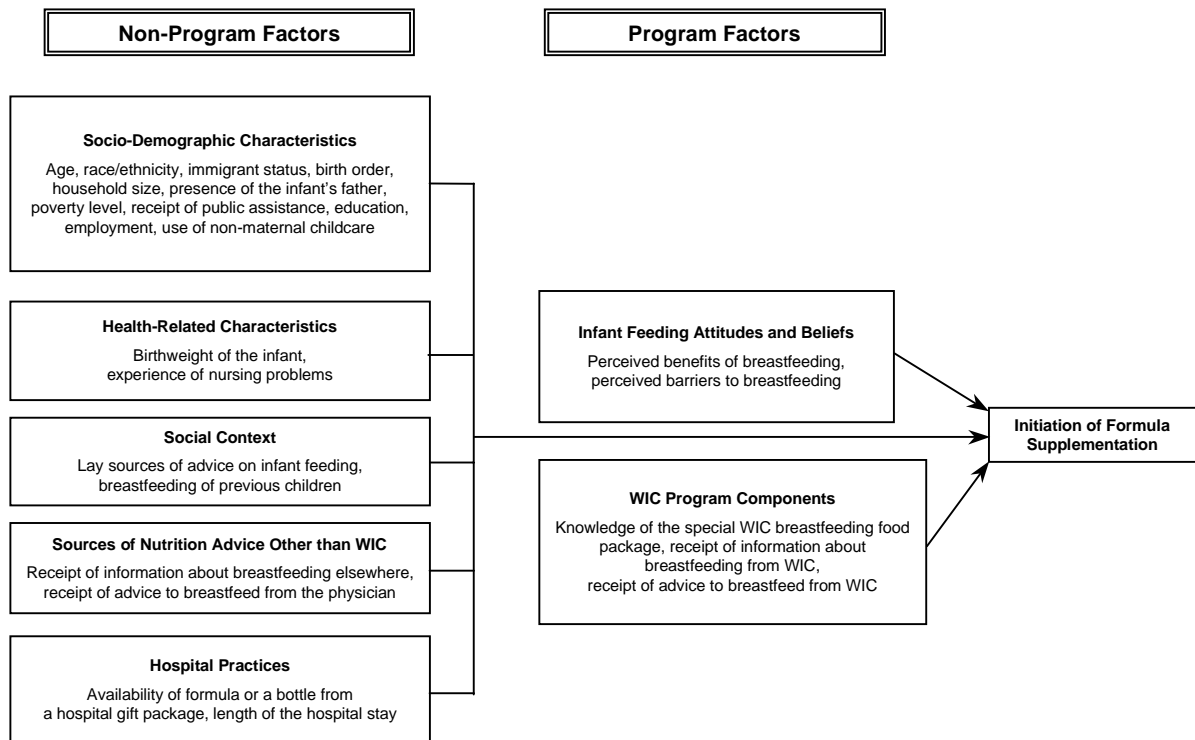 Non-Program Factors
Program Factors
Socio-Demographic Characteristics
Age, race/ethnicity, immigrant status, birth order,
household size, presence of the infant's father,
poverty level, receipt of public assistance, education,
employment, use of non-maternal childcare
Health-Related Characteristics
Birthweight of the infant,
experience of nursing problems
Social Context
Lay sources of advice on infant feeding,
breastfeeding of previous children
Sources of Nutrition Advice Other than WIC
Receipt of information about breastfeeding elsewhere,
receipt of advice to breastfeed from the physician
Hospital Practices
Availability of formula or a bottle from
a hospital gift package, length of the hospital stay
Infant Feeding Attitudes and Beliefs
Perceived benefits of breastfeeding,
perceived barriers to breastfeeding
WIC Program Components
Knowledge of the special WIC breastfeeding food
package, receipt of information about
breastfeeding from WIC,
receipt of advice to breastfeed from WIC
Initiation of Formula
Supplementation